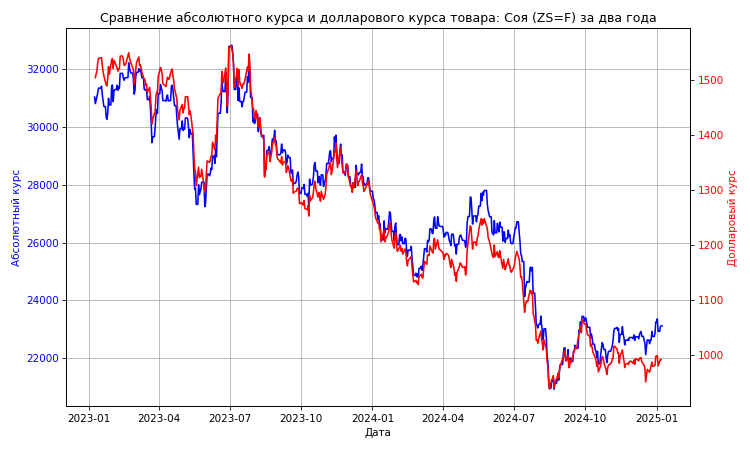 Сравнение абсолютного курса и долларового курса товара: Соя (ZS=F) за два года
Абсолютный курс
32000
30000
28000
26000
24000
22000
1500
1400
1300
1200
1100
1000
Долларовый курс
2023-01 2023-04 2023-07 2023-10 2024-01 2024-04 2024-07 2024-10 2025-01
Дата